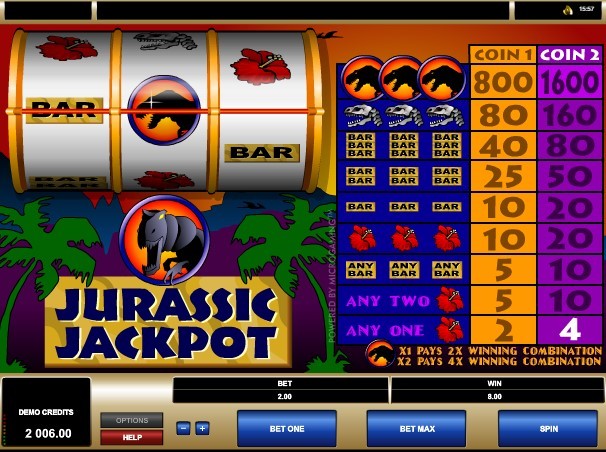 15:57
COIN 1 COIN 2
800 1600
80 160
BAR BAR BAR
BAR BAR BAR
BAR BAR BAR
40 80
BAR BAR BAR
BAR BAR BAR
25 50
BAR BAR BAR
10 20
10 20
ANY ANY ANY
BAR BAR BAR
5 10
ANY TWO 5 10
ANY ONE 2 4
X1 PAYS 2X WINNING COMBINATION
X2 PAYS 4X WINNING COMBINATION
POWERED BY MICROGAMING™
BAR
BAR
BAR
BAR
JURASSIC
JACKPOT
DEMO CREDITS
2 006.00
OPTIONS
HELP
BET
2.00
WIN
8.00
− +
BET ONE
BET MAX
SPIN